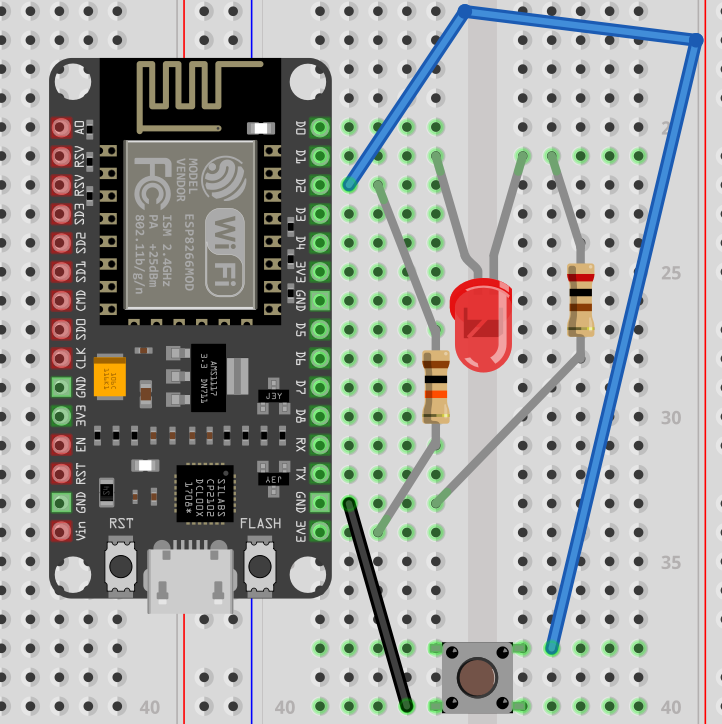 A0
RSV
RSV
SD3
SD2
SD1
CMD
SD0
CLK
GND
3V3
EN
RST
GND
Vin
D0
D1
D2
D3
D4
3V3
GND
D5
D6
D7
D8
RX
TX
GND
3V3
MODEL
VENDOR
ESP8266MOD
FC
Wi Fi
ISM 2.4GHz
PA +25dBm
802.11b/g/n
AMS1117
3.3 DN711
J3Y
J3Y
SILABS
CP2102
DCL00X
1708+
RST
FLASH
25
30
35
40
40
40